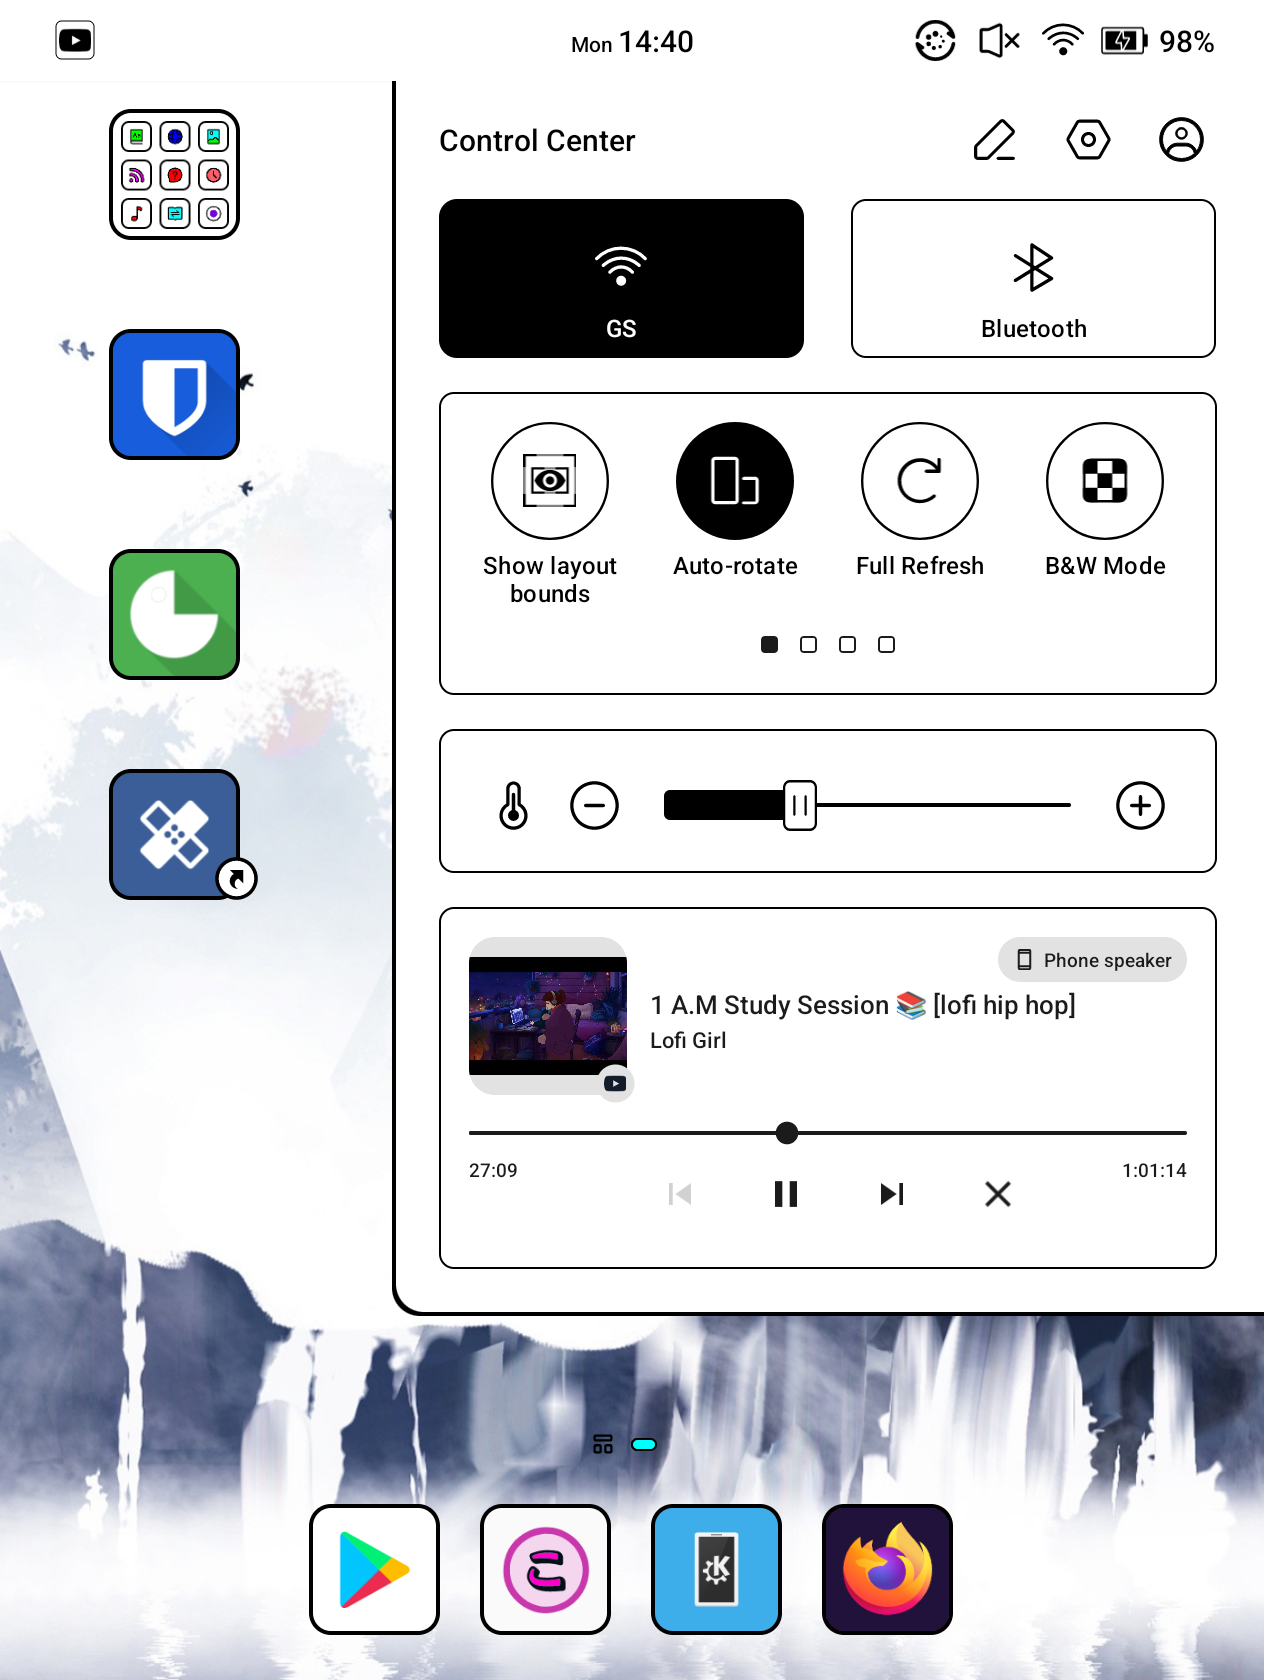 Mon 14:40
98%
Control Center
GS
Bluetooth
Show layout
bounds
Auto-rotate
Full Refresh
B&W Mode
Phone speaker
1 A.M Study Session 📚 [lofi hip hop]
Lofi Girl
27:09
1:01:14